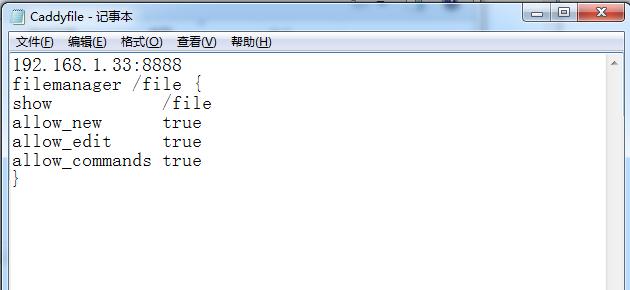 Caddyfile - 记事本
文件(F) 编辑(E) 格式(O) 查看(V) 帮助(H)
192.168.1.33:8888
filemanager /file {
show /file
allow_new true
allow_edit true
allow_commands true
}